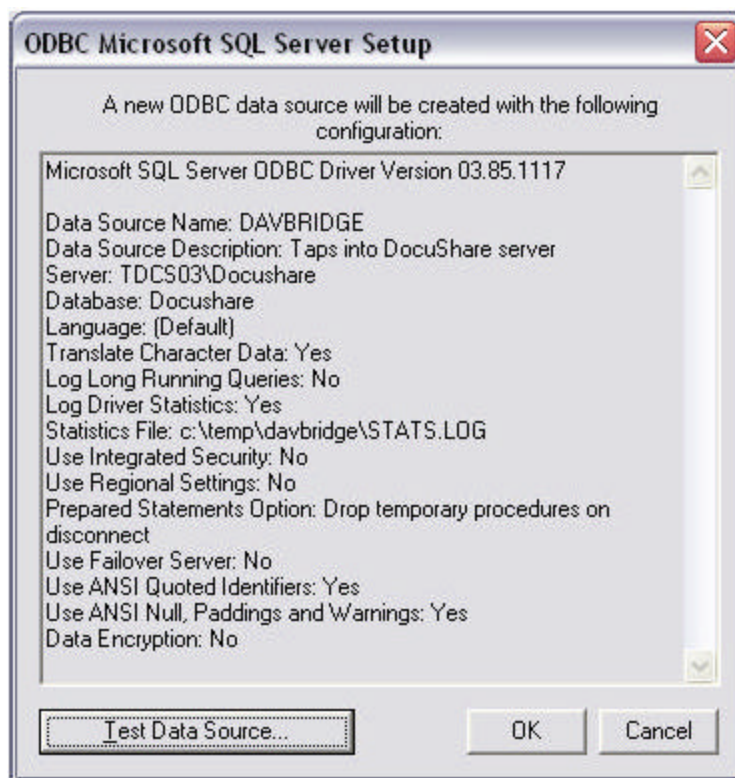 ODBC Microsoft SQL Server Setup
A new ODBC data source will be created with the following
configuration:
Microsoft SQL Server ODBC Driver Version 03.85.1117
Data Source Name: DAVBRIDGE
Data Source Description: Taps into DocuShare server
Server: TDCS03\Docushare
Database: Docushare
Language: (Default)
Translate Character Data: Yes
Log Long Running Queries: No
Log Driver Statistics: Yes
Statistics File: c:\temp\davbridge\STATS.LOG
Use Integrated Security: No
Use Regional Settings: No
Prepared Statements Option: Drop temporary procedures on
disconnect
Use Failover Server: No
Use ANSI Quoted Identifiers: Yes
Use ANSI Null, Paddings and Warnings: Yes
Data Encryption: No
Test Data Source...
OK
Cancel